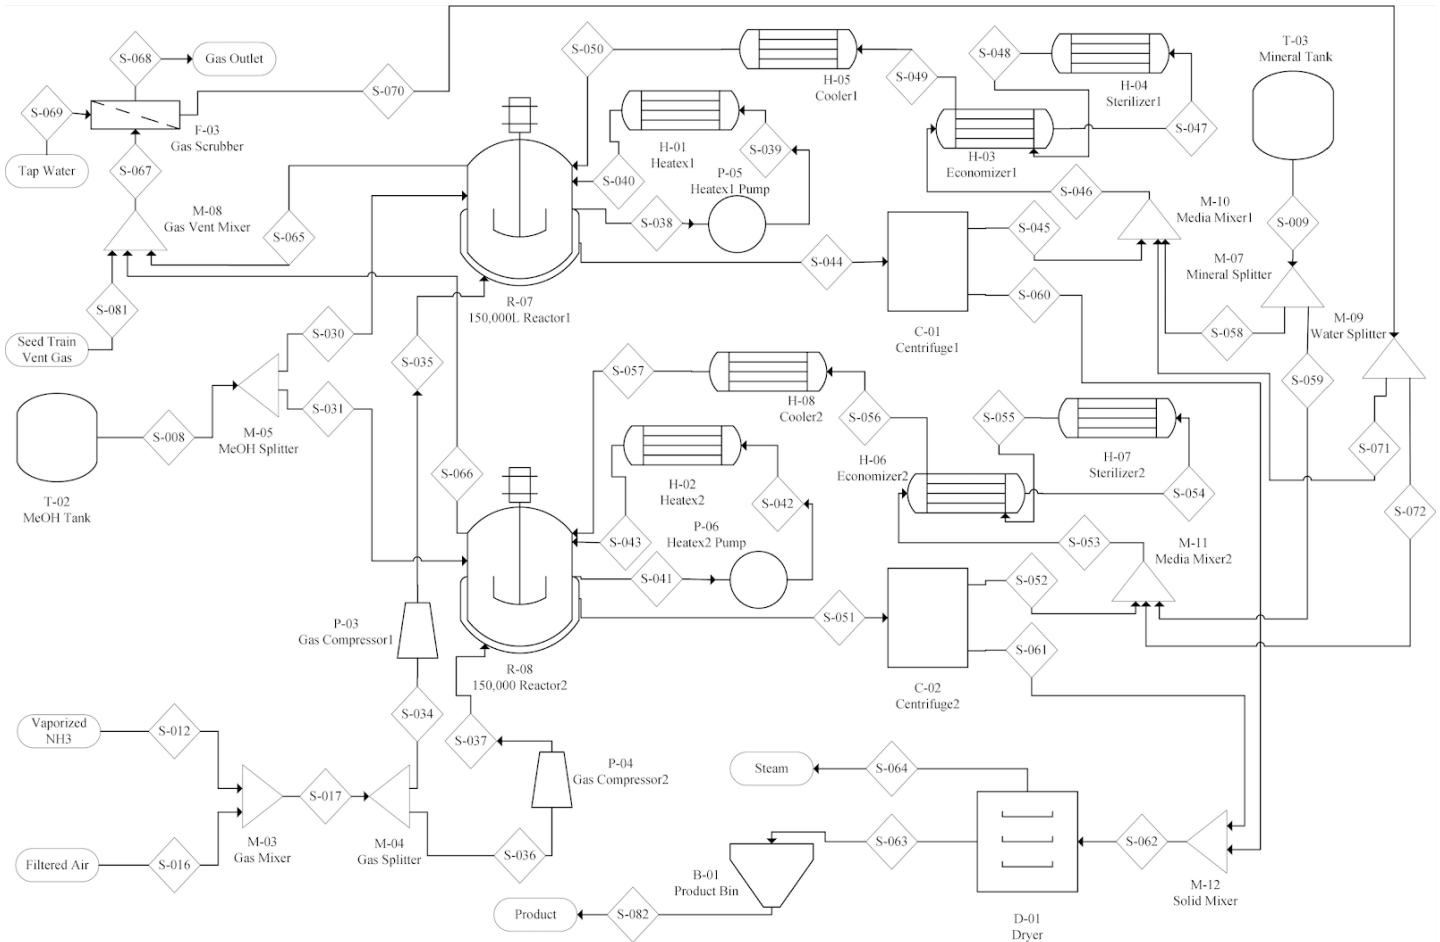 S-068
Gas Outlet
S-070
S-069
F-03
Gas Scrubber
Tap Water
S-067
M-08
Gas Vent Mixer
S-065
S-081
Seed Train
Vent Gas
S-050
H-05
Cooler1
S-049
S-048
H-04
Sterilizer1
S-047
T-03
Mineral Tank
H-01
Heatex1
S-039
S-040
P-05
Heatex1 Pump
S-038
H-03
Economizer1
S-046
M-10
Media Mixer1
S-009
M-07
Mineral Splitter
S-045
S-044
S-060
S-058
M-09
Water Splitter
R-07
150,000L Reactor1
C-01
Centrifuge1
S-030
S-035
S-031
S-059
M-05
MeOH Splitter
S-008
T-02
MeOH Tank
S-066
S-057
H-08
Cooler2
S-056
S-055
H-07
Sterilizer2
S-054
S-071
S-072
H-06
Economizer2
H-02
Heatex2
S-042
S-043
P-06
Heatex2 Pump
S-041
S-053
M-11
Media Mixer2
S-052
S-051
S-061
P-03
Gas Compressor1
R-08
150,000 Reactor2
C-02
Centrifuge2
Vaporized
NH3
S-012
S-034
S-037
P-04
Gas Compressor2
Steam
S-064
S-017
M-03
Gas Mixer
M-04
Gas Splitter
S-036
Filtered Air
S-016
S-063
S-062
B-01
Product Bin
M-12
Solid Mixer
Product
S-082
D-01
Dryer